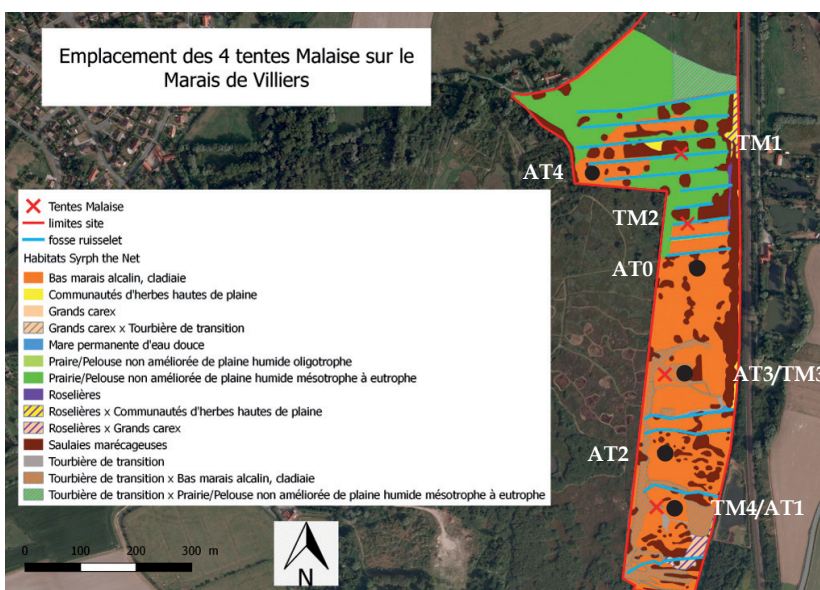 Emplacement des 4 tentes Malaise sur le
Marais de Villiers
TM1
AT4
TM2
AT0
AT3/TM3
AT2
TM4/AT1
Tentes Malaise
limites site
fosse ruisselet
Habitats Syrph the Net
Bas marais alcalin, cladiaie
Communautés d'herbes hautes de plaine
Grands carex
Grands carex x Tourbière de transition
Mare permanente d'eau douce
Praire/Pelouse non améliorée de plaine humide oligotrophe
Prairie/Pelouse non améliorée de plaine humide mésotrophe à eutrophe
Roselières
Roselières x Communautés d'herbes hautes de plaine
Roselières x Grands carex
Saulaies marécageuses
Tourbière de transition
Tourbière de transition x Bas marais alcalin, cladiaie
Tourbière de transition x Prairie/Pelouse non améliorée de plaine humide mésotrophe à eutrophe
0 100 200 300 m
N